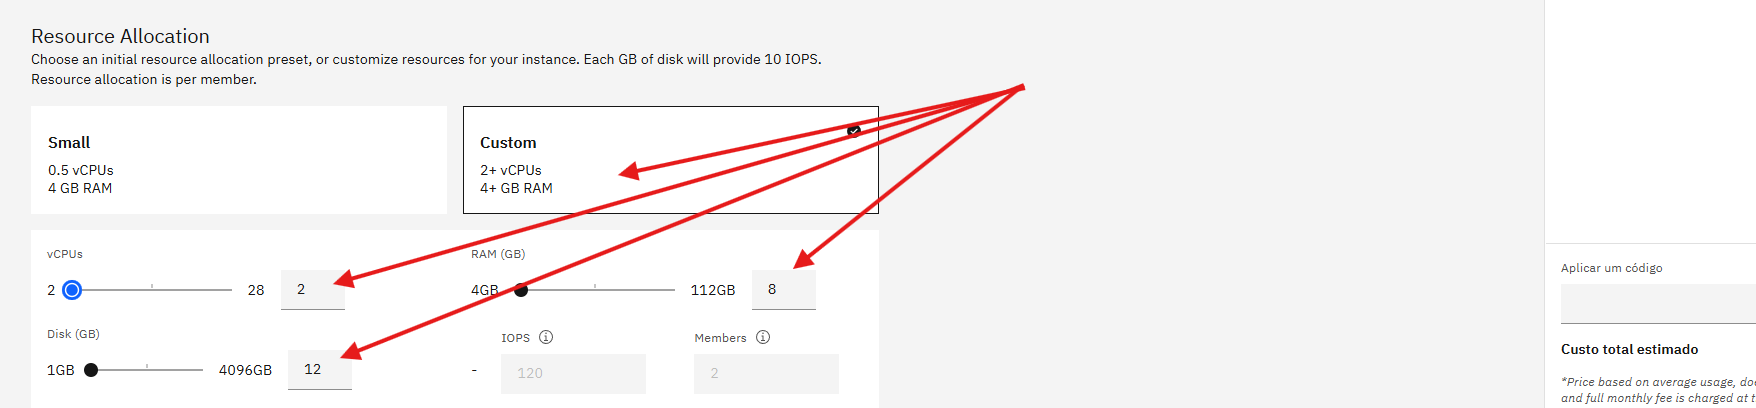 Resource Allocation
Choose an initial resource allocation preset, or customize resources for your instance. Each GB of disk will provide 10 IOPS.
Resource allocation is per member.
Small
0.5 vCPUs
4 GB RAM
Custom
2+ vCPUs
4+ GB RAM
vCPUs
2 28 2
RAM (GB)
4GB 112GB 8
Disk (GB)
1GB 4096GB 12
-
IOPS
120
Members
2
Aplicar um código
Custo total estimado
*Price based on average usage,
and full monthly fee is charged at